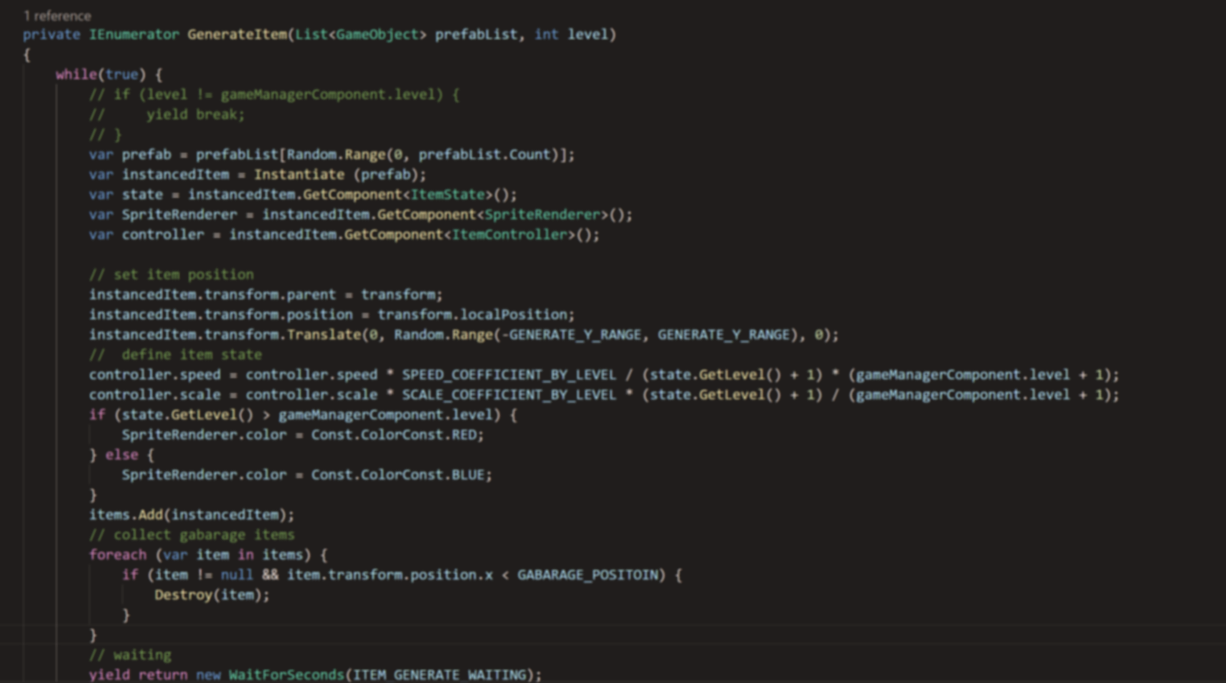 1 reference
private IEnumerator GenerateItem(List<GameObject> prefabList, int level)
{
    while(true) {
        // if (level != gameManagerComponent.level) {
        //     yield break;
        // }
        var prefab = prefabList[Random.Range(0, prefabList.Count)];
        var instancedItem = Instantiate (prefab);
        var state = instancedItem.GetComponent<ItemState>();
        var SpriteRenderer = instancedItem.GetComponent<SpriteRenderer>();
        var controller = instancedItem.GetComponent<ItemController>();

        // set item position
        instancedItem.transform.parent = transform;
        instancedItem.transform.position = transform.localPosition;
        instancedItem.transform.Translate(0, Random.Range(-GENERATE_Y_RANGE, GENERATE_Y_RANGE), 0);
        //  define item state
        controller.speed = controller.speed * SPEED_COEFFICIENT_BY_LEVEL / (state.GetLevel() + 1) * (gameManagerComponent.level + 1);
        controller.scale = controller.scale * SCALE_COEFFICIENT_BY_LEVEL * (state.GetLevel() + 1) / (gameManagerComponent.level + 1);
        if (state.GetLevel() > gameManagerComponent.level) {
            SpriteRenderer.color = Const.ColorConst.RED;
        } else {
            SpriteRenderer.color = Const.ColorConst.BLUE;
        }
        items.Add(instancedItem);
        // collect gabarage items
        foreach (var item in items) {
            if (item != null && item.transform.position.x < GABARAGE_POSITOIN) {
                Destroy(item);
            }
        }
        // waiting
        yield return new WaitForSeconds(ITEM_GENERATE_WAITING);